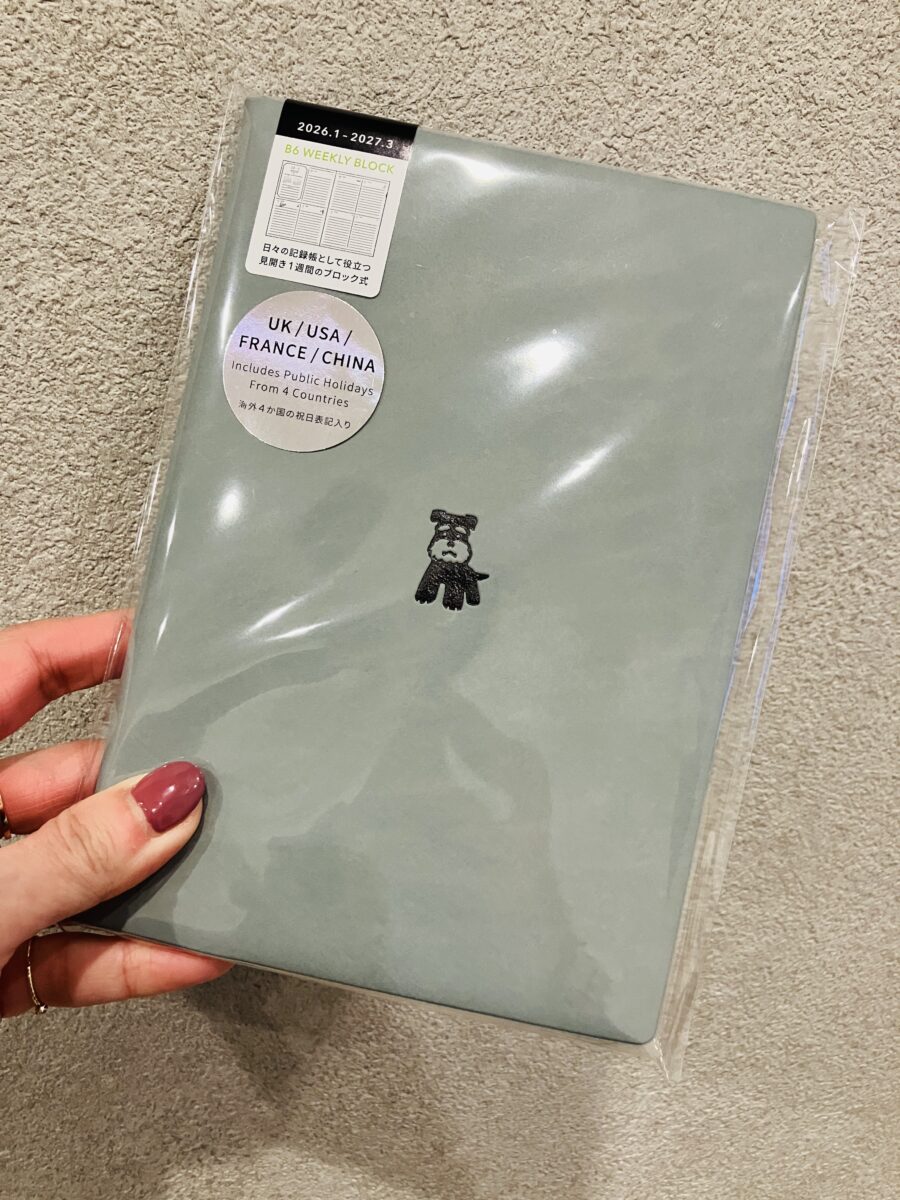 2026.1-2027.3
B6 WEEKLY BLOCK
日々の記録帳として役立つ
見開き1週間のブロック式
UK / USA /
FRANCE / CHINA
Includes Public Holidays
From 4 Countries
海外4か国の祝日表記入り